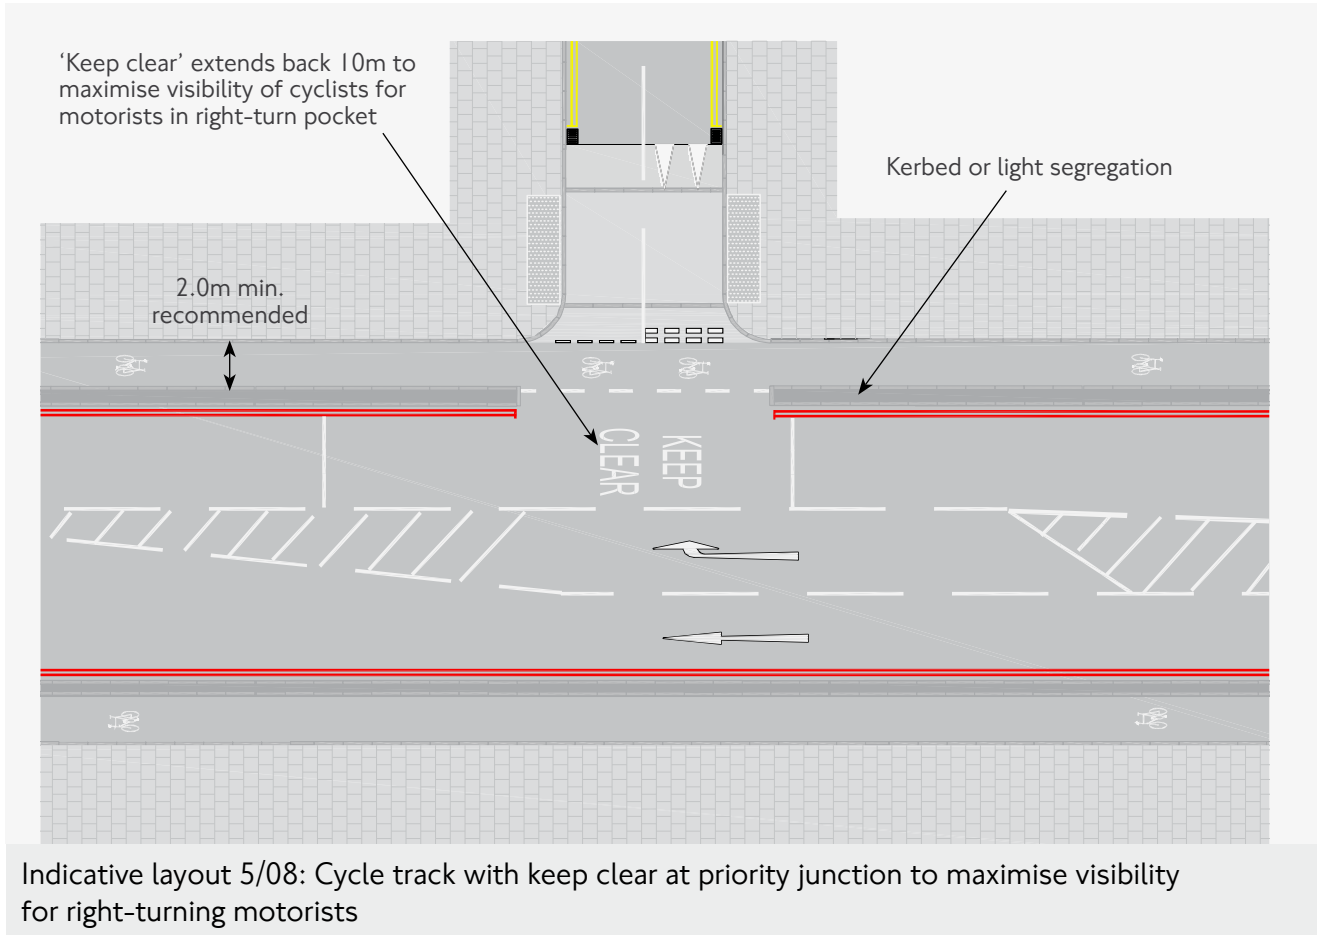 ‘Keep clear’ extends back 10m to
maximise visibility of cyclists for
motorists in right-turn pocket
Kerbed or light segregation
2.0m min.
recommended
KEEP
CLEAR
Indicative layout 5/08: Cycle track with keep clear at priority junction to maximise visibility
for right-turning motorists